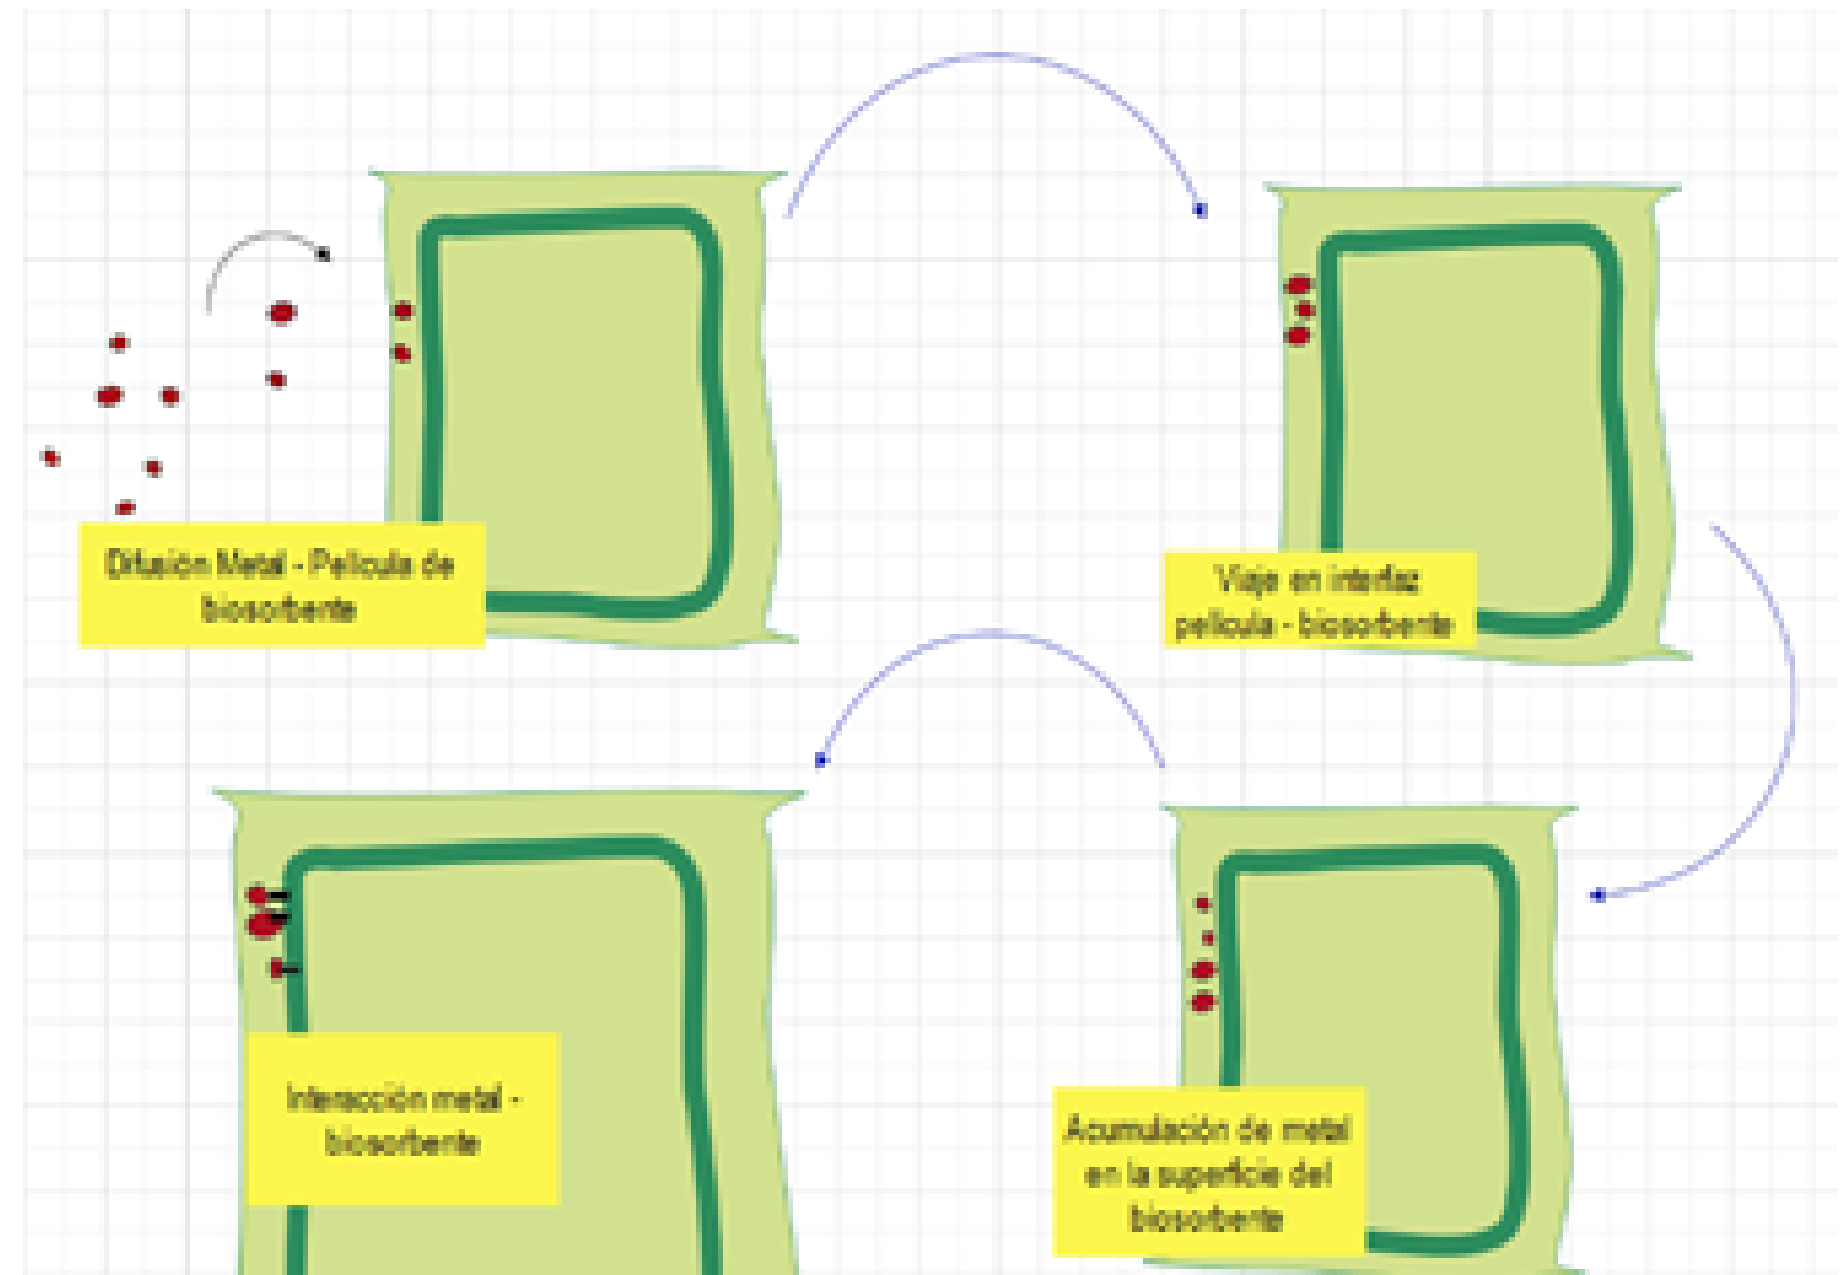 Difusión Metal - Película de
biosorbente
Viaje en interfaz
película - biosorbente
Interacción metal -
biosorbente
Acumulación de metal
en la superficie del
biosorbente